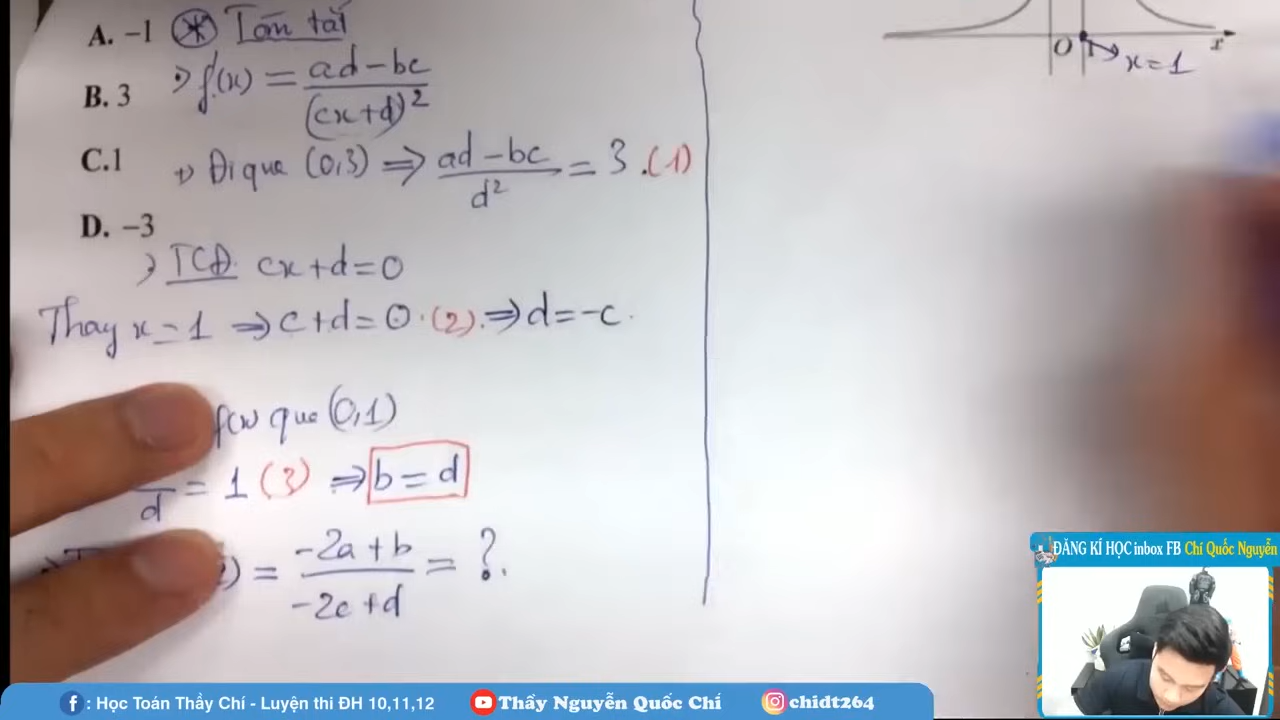 A. −1 * Tóm tắt
B. 3 f'(x) = ad − bc / (cx+d)²
C.1 Đi qua (0,3) ⇒ ad − bc / d² = 3 (1)
D. −3
TCĐ. cx+d=0
Thay x=1 ⇒ c+d=0 (2) ⇒ d=−c.
f(x) qua (0,1)
d = 1 (3) ⇒ b = d
) = −2a+b / −2c+d = ?
O 1 x
x=1
ĐĂNG KÍ HỌC inbox FB Chí Quốc Nguyễn
: Học Toán Thầy Chí - Luyện thi ĐH 10,11,12 Thầy Nguyễn Quốc Chí chidt264